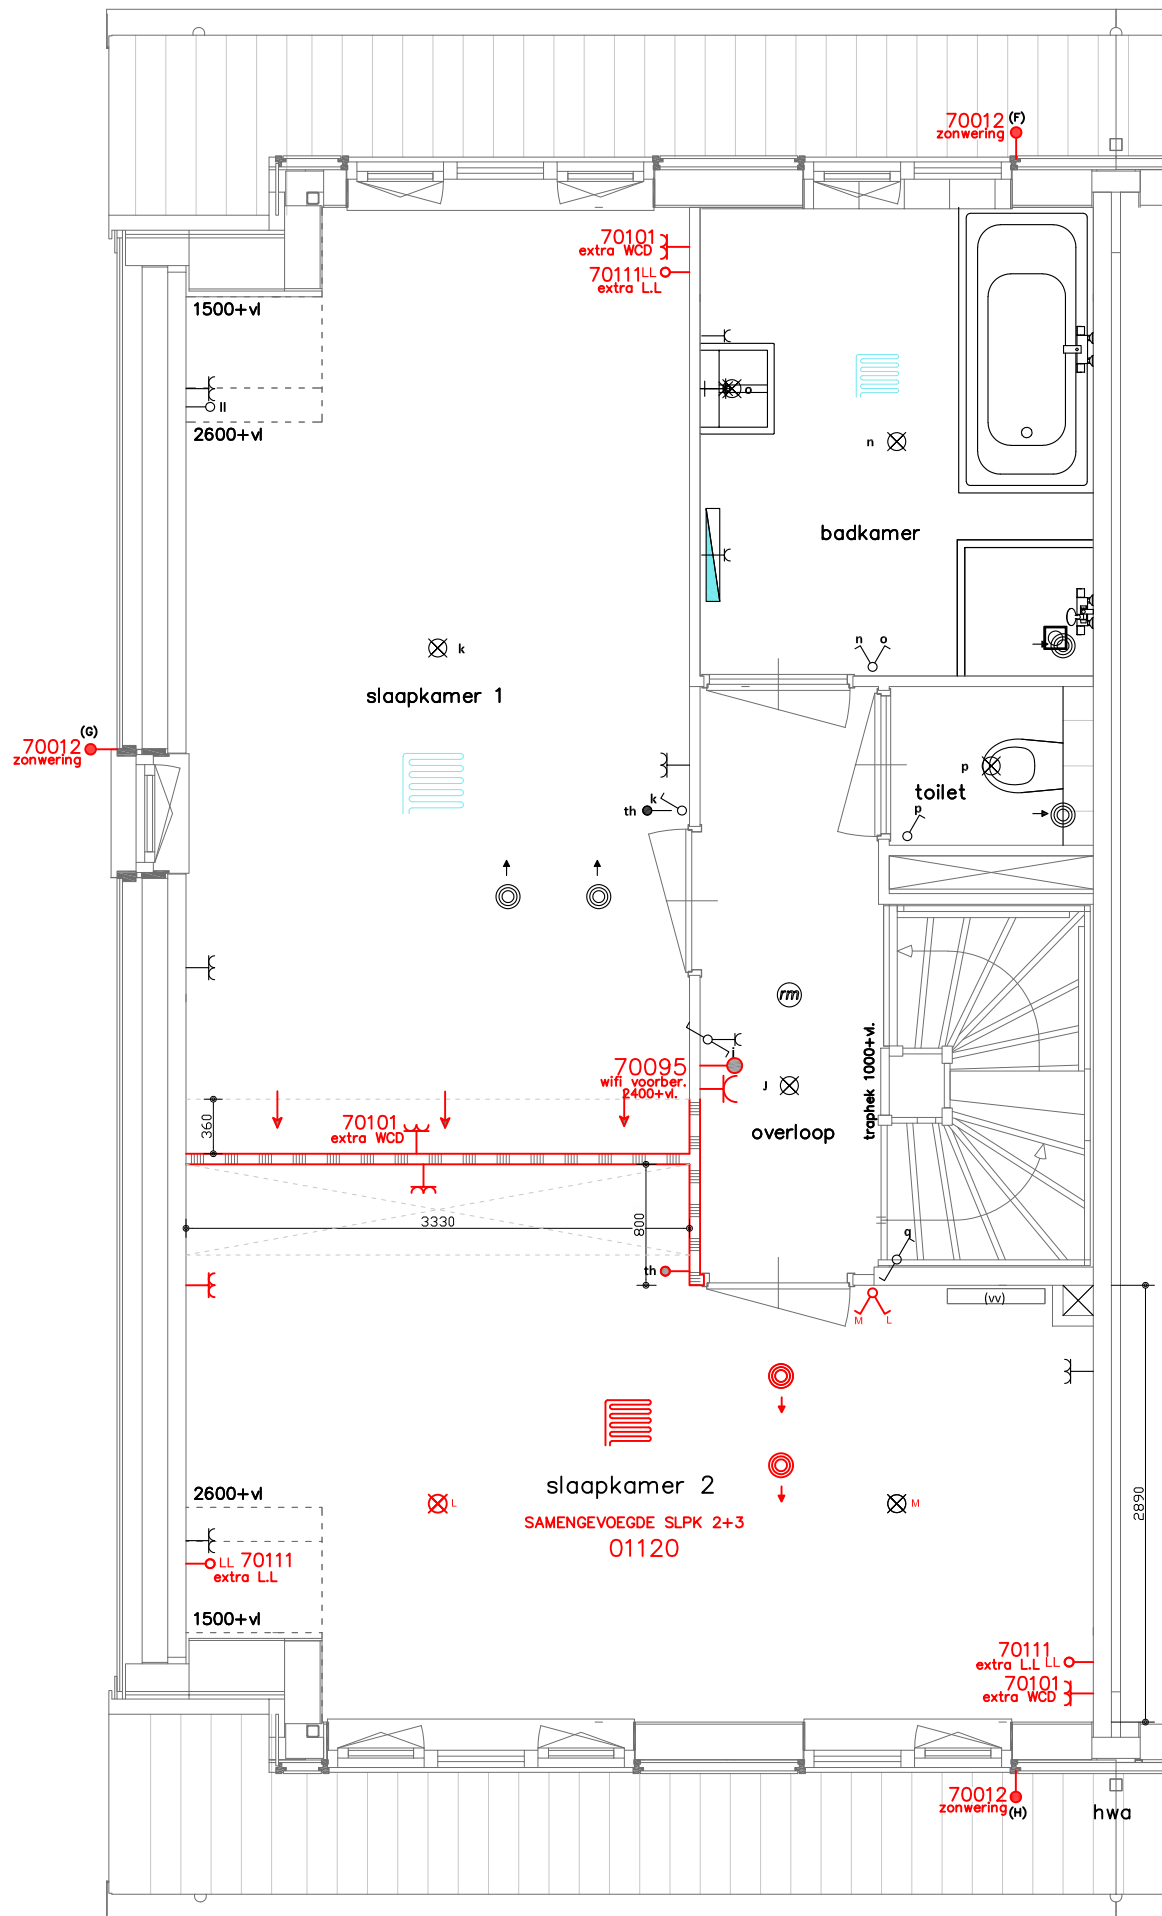 70012 (F)
zonwering
70101
extra WCD
70111 LL
extra L.L
1500+vl
ll
2600+vl
o
n
badkamer
n o
k
slaapkamer 1
(G)
70012
zonwering
p
toilet
k
th
p
rm
i
70095
wifi voorber.
2400+vl.
J
overloop
traphek 1000+vl.
360
70101
extra WCD
3330
800
th
q
(vv)
M L
slaapkamer 2
SAMENGEVOEGDE SLPK 2+3
01120
L
M
2890
2600+vl
LL 70111
extra L.L
1500+vl
70111
extra L.L LL
70101
extra WCD
70012
zonwering (H)
hwa